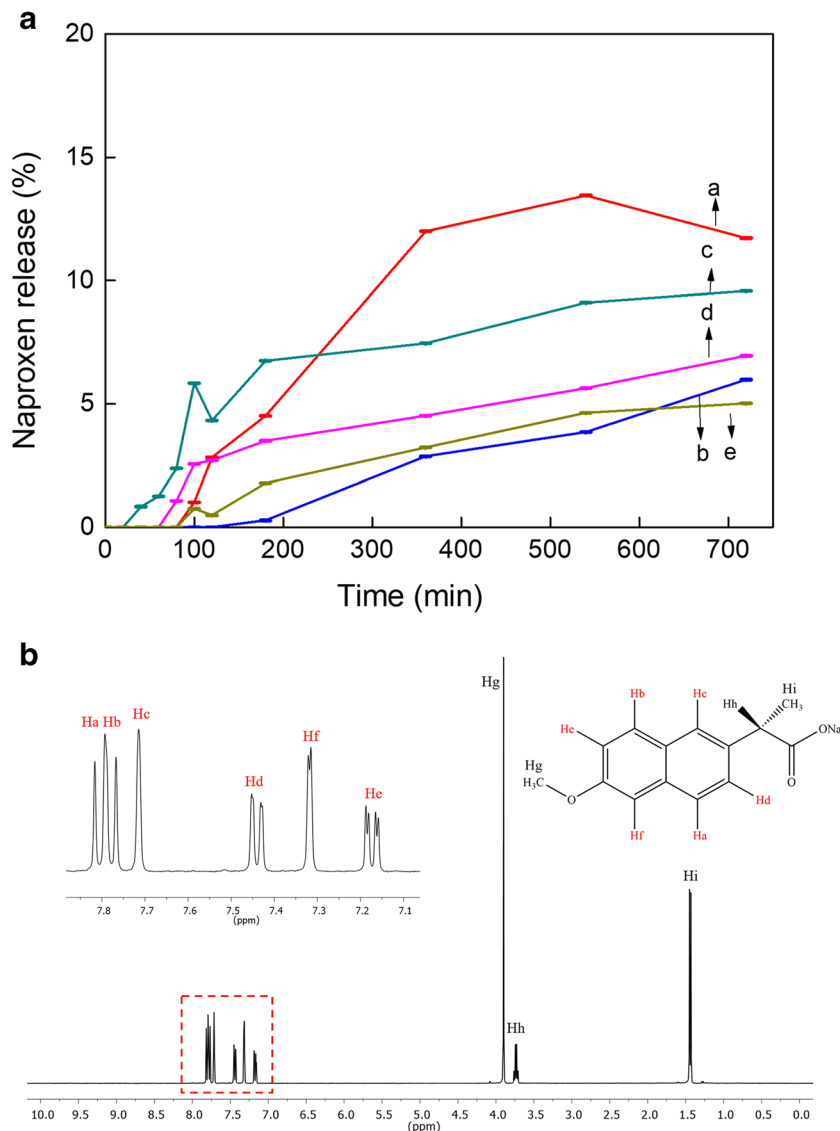 a
20
15
10
5
0
Naproxen release (%)
a
c
d
b e
0 100 200 300 400 500 600 700
Time (min)
b
Ha Hb Hc Hd Hf He
7.8 7.7 7.6 7.5 7.4 7.3 7.2 7.1
(ppm)
Hg
Hh
Hi
Hb Hc Hh Hi
CH₃
He
ONa
Hg
H₃C
O
O
Hd
Hf Ha
10.0 9.5 9.0 8.5 8.0 7.5 7.0 6.5 6.0 5.5 5.0 4.5 4.0 3.5 3.0 2.5 2.0 1.5 1.0 0.5 0.0
(ppm)